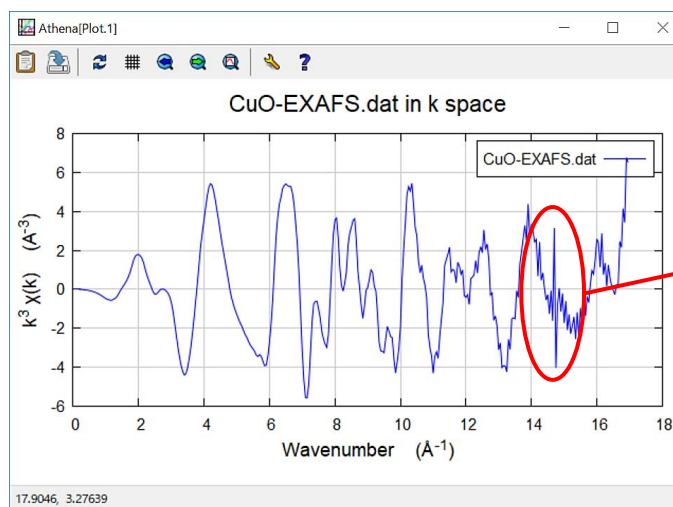 Athena[Plot.1]
CuO-EXAFS.dat in k space
CuO-EXAFS.dat
8
6
4
2
0
-2
-4
-6
k³ χ(k) (A⁻³)
0 2 4 6 8 10 12 14 16 18
Wavenumber (Å⁻¹)
17.9046, 3.27639